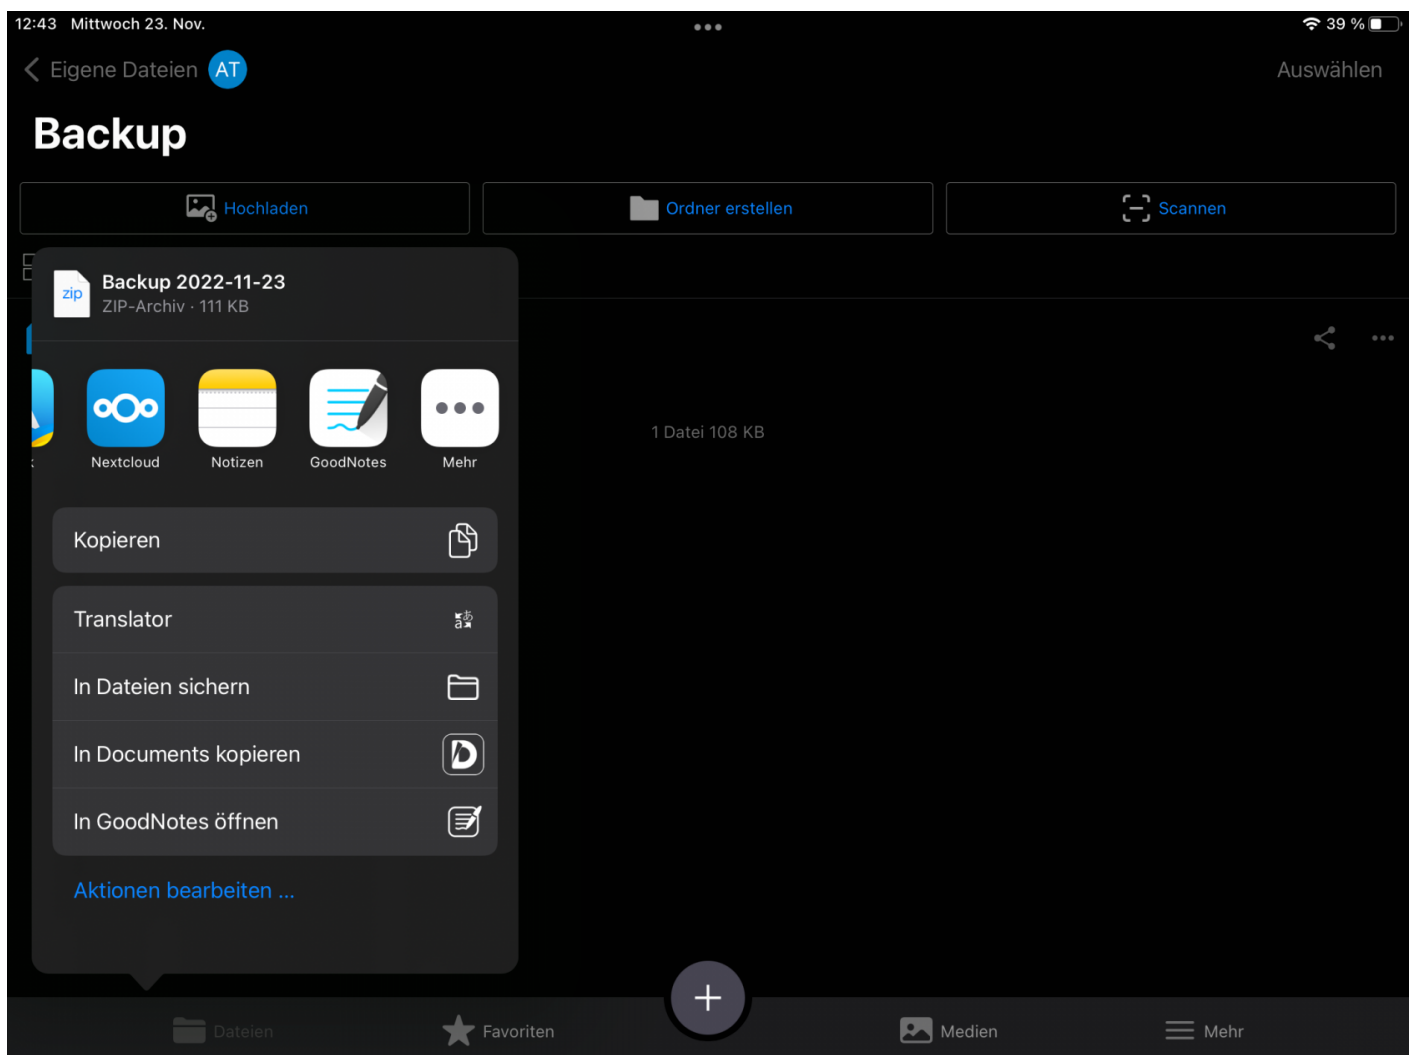 12:43 Mittwoch 23. Nov.
39 %
Eigene Dateien AT
Auswählen
Backup
Hochladen
Ordner erstellen
Scannen
zip
Backup 2022-11-23
ZIP-Archiv · 111 KB
Nextcloud
Notizen
GoodNotes
Mehr
1 Datei 108 KB
Kopieren
Translator
In Dateien sichern
In Documents kopieren
In GoodNotes öffnen
Aktionen bearbeiten ...
Dateien
Favoriten
Medien
Mehr